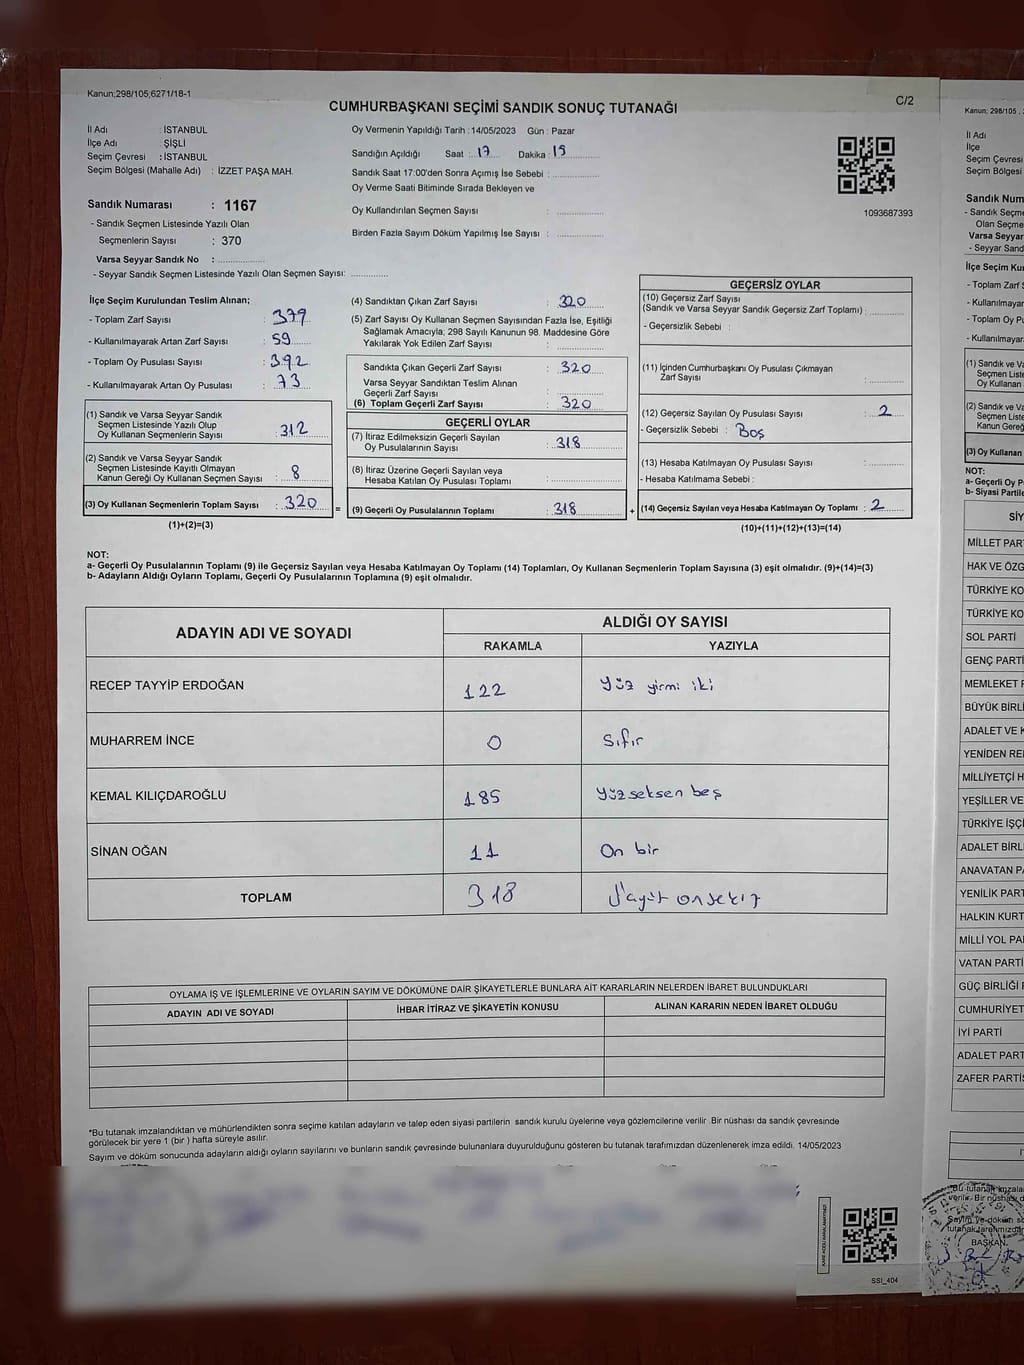 Kanun;298/105;6271/18-1
C/2
CUMHURBAŞKANI SEÇİMİ SANDIK SONUÇ TUTANAĞI
İl Adı : İSTANBUL
İlçe Adı : ŞİŞLİ
Seçim Çevresi : İSTANBUL
Seçim Bölgesi (Mahalle Adı) : İZZET PAŞA MAH.
Sandık Numarası : 1167
- Sandık Seçmen Listesinde Yazılı Olan
Seçmenlerin Sayısı : 370
Varsa Seyyar Sandık No :
- Seyyar Sandık Seçmen Listesinde Yazılı Olan Seçmen Sayısı:
Oy Vermenin Yapıldığı Tarih : 14/05/2023 Gün : Pazar
Sandığın Açıldığı Saat : 17 Dakika : 15
Sandık Saat 17:00'den Sonra Açımış İse Sebebi :
Oy Verme Saati Bitiminde Sırada Bekleyen ve
Oy Kullandırılan Seçmen Sayısı :
Birden Fazla Sayım Döküm Yapılmış İse Sayısı :
1093687393
İlçe Seçim Kurulundan Teslim Alınan;
- Toplam Zarf Sayısı : 379
- Kullanılmayarak Artan Zarf Sayısı : 59
- Toplam Oy Pusulası Sayısı : 392
- Kullanılmayarak Artan Oy Pusulası : 73
(1) Sandık ve Varsa Seyyar Sandık
Seçmen Listesinde Yazılı Olup
Oy Kullanan Seçmenlerin Sayısı : 312
(2) Sandık ve Varsa Seyyar Sandık
Seçmen Listesinde Kayıtlı Olmayan
Kanun Gereği Oy Kullanan Seçmen Sayısı : 8
(3) Oy Kullanan Seçmenlerin Toplam Sayısı : 320 =
(1)+(2)=(3)
(4) Sandıktan Çıkan Zarf Sayısı : 320
(5) Zarf Sayısı Oy Kullanan Seçmen Sayısından Fazla İse, Eşitliği
Sağlamak Amacıyla; 298 Sayılı Kanunun 98. Maddesine Göre
Yakılarak Yok Edilen Zarf Sayısı :
Sandıkta Çıkan Geçerli Zarf Sayısı : 320
Varsa Seyyar Sandıktan Teslim Alınan
Geçerli Zarf Sayısı :
(6) Toplam Geçerli Zarf Sayısı : 320
GEÇERLİ OYLAR
(7) İtiraz Edilmeksizin Geçerli Sayılan
Oy Pusulalarının Sayısı : 318
(8) İtiraz Üzerine Geçerli Sayılan veya
Hesaba Katılan Oy Pusulası Toplamı :
(9) Geçerli Oy Pusulalarının Toplamı : 318 +
GEÇERSİZ OYLAR
(10) Geçersiz Zarf Sayısı
(Sandık ve Varsa Seyyar Sandık Geçersiz Zarf Toplamı) :
- Geçersizlik Sebebi :
(11) İçinden Cumhurbaşkanı Oy Pusulası Çıkmayan
Zarf Sayısı :
(12) Geçersiz Sayılan Oy Pusulası Sayısı : 2
- Geçersizlik Sebebi : Boş
(13) Hesaba Katılmayan Oy Pusulası Sayısı :
- Hesaba Katılmama Sebebi :
(14) Geçersiz Sayılan veya Hesaba Katılmayan Oy Toplamı : 2
(10)+(11)+(12)+(13)=(14)
NOT:
a- Geçerli Oy Pusulalarının Toplamı (9) ile Geçersiz Sayılan veya Hesaba Katılmayan Oy Toplamı (14) Toplamları, Oy Kullanan Seçmenlerin Toplam Sayısına (3) eşit olmalıdır. (9)+(14)=(3)
b- Adayların Aldığı Oyların Toplamı, Geçerli Oy Pusulalarının Toplamına (9) eşit olmalıdır.
ADAYIN ADI VE SOYADI
ALDIĞI OY SAYISI
RAKAMLA YAZIYLA
RECEP TAYYİP ERDOĞAN 122 Yüz yirmi iki
MUHARREM İNCE 0 Sıfır
KEMAL KILIÇDAROĞLU 185 Yüzseksen beş
SİNAN OĞAN 11 On bir
TOPLAM 318 onsekiz
OYLAMA İŞ VE İŞLEMLERİNE VE OYLARIN SAYIM VE DÖKÜMÜNE DAİR ŞİKAYETLERLE BUNLARA AİT KARARLARIN NELERDEN İBARET BULUNDUKLARI
ADAYIN ADI VE SOYADI İHBAR İTİRAZ VE ŞİKAYETİN KONUSU ALINAN KARARIN NEDEN İBARET OLDUĞU
*Bu tutanak imzalandıktan ve mühürlendikten sonra seçime katılan adayların ve talep eden siyasi partilerin sandık kurulu üyelerine veya gözlemcilerine verilir. Bir nüshası da sandık çevresinde
görülecek bir yere 1 (bir ) hafta süreyle asılır.
Sayım ve döküm sonucunda adayların aldığı oyların sayılarını ve bunların sandık çevresinde bulunanlara duyurulduğunu gösteren bu tutanak tarafımızdan düzenlenerek imza edildi. 14/05/2023
SSI_404
Kanun; 298/105
İl Adı
İlçe
Seçim Çevresi
Seçim Bölgesi
Sandık Num
- Sandık Seçm
Olan Seçme
Varsa Seyyar
- Seyyar Sand
İlçe Seçim Kur
- Toplam Zarf S
- Kullanılmayar
- Toplam Oy Pu
- Kullanılmayar
(1) Sandık ve Va
Seçmen Liste
Oy Kullanan
(2) Sandık ve Var
Seçmen Liste
Kanun Gereğ
(3) Oy Kullanan
NOT:
a- Geçerli Oy P
b- Siyasi Partile
SİY
MİLLET PAR
HAK VE ÖZG
TÜRKİYE KO
TÜRKİYE KO
SOL PARTİ
GENÇ PARTİ
MEMLEKET P
BÜYÜK BİRLİ
ADALET VE K
YENİDEN RE
MİLLİYETÇİ H
YEŞİLLER VE
TÜRKİYE İŞÇİ
ADALET BİRL
ANAVATAN PA
YENİLİK PART
HALKIN KURT
MİLLİ YOL PA
VATAN PARTİ
GÜÇ BİRLİĞİ P
CUMHURİYET
İYİ PARTİ
ADALET PART
ZAFER PARTİS
*Bu tutanak imzala
verilir. Bir nüshası d
Sayım ve döküm so
tutanak tarafımızdan
BAŞKAN